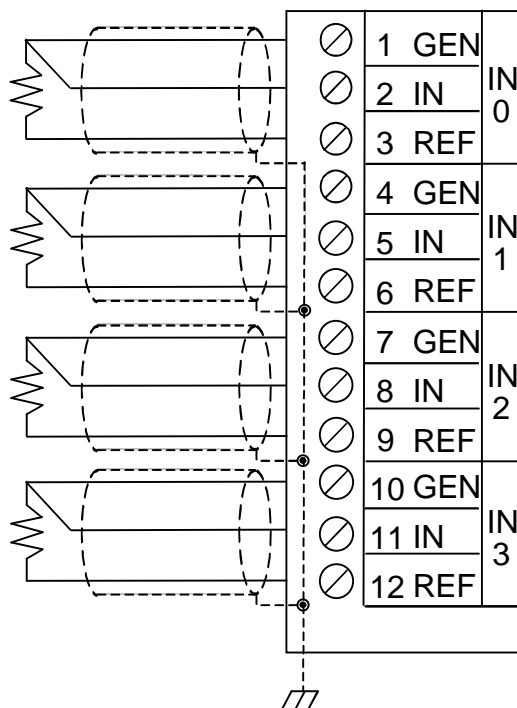 1 GEN
2 IN
3 REF
IN
0
4 GEN
5 IN
6 REF
IN
1
7 GEN
8 IN
9 REF
IN
2
10 GEN
11 IN
12 REF
IN
3